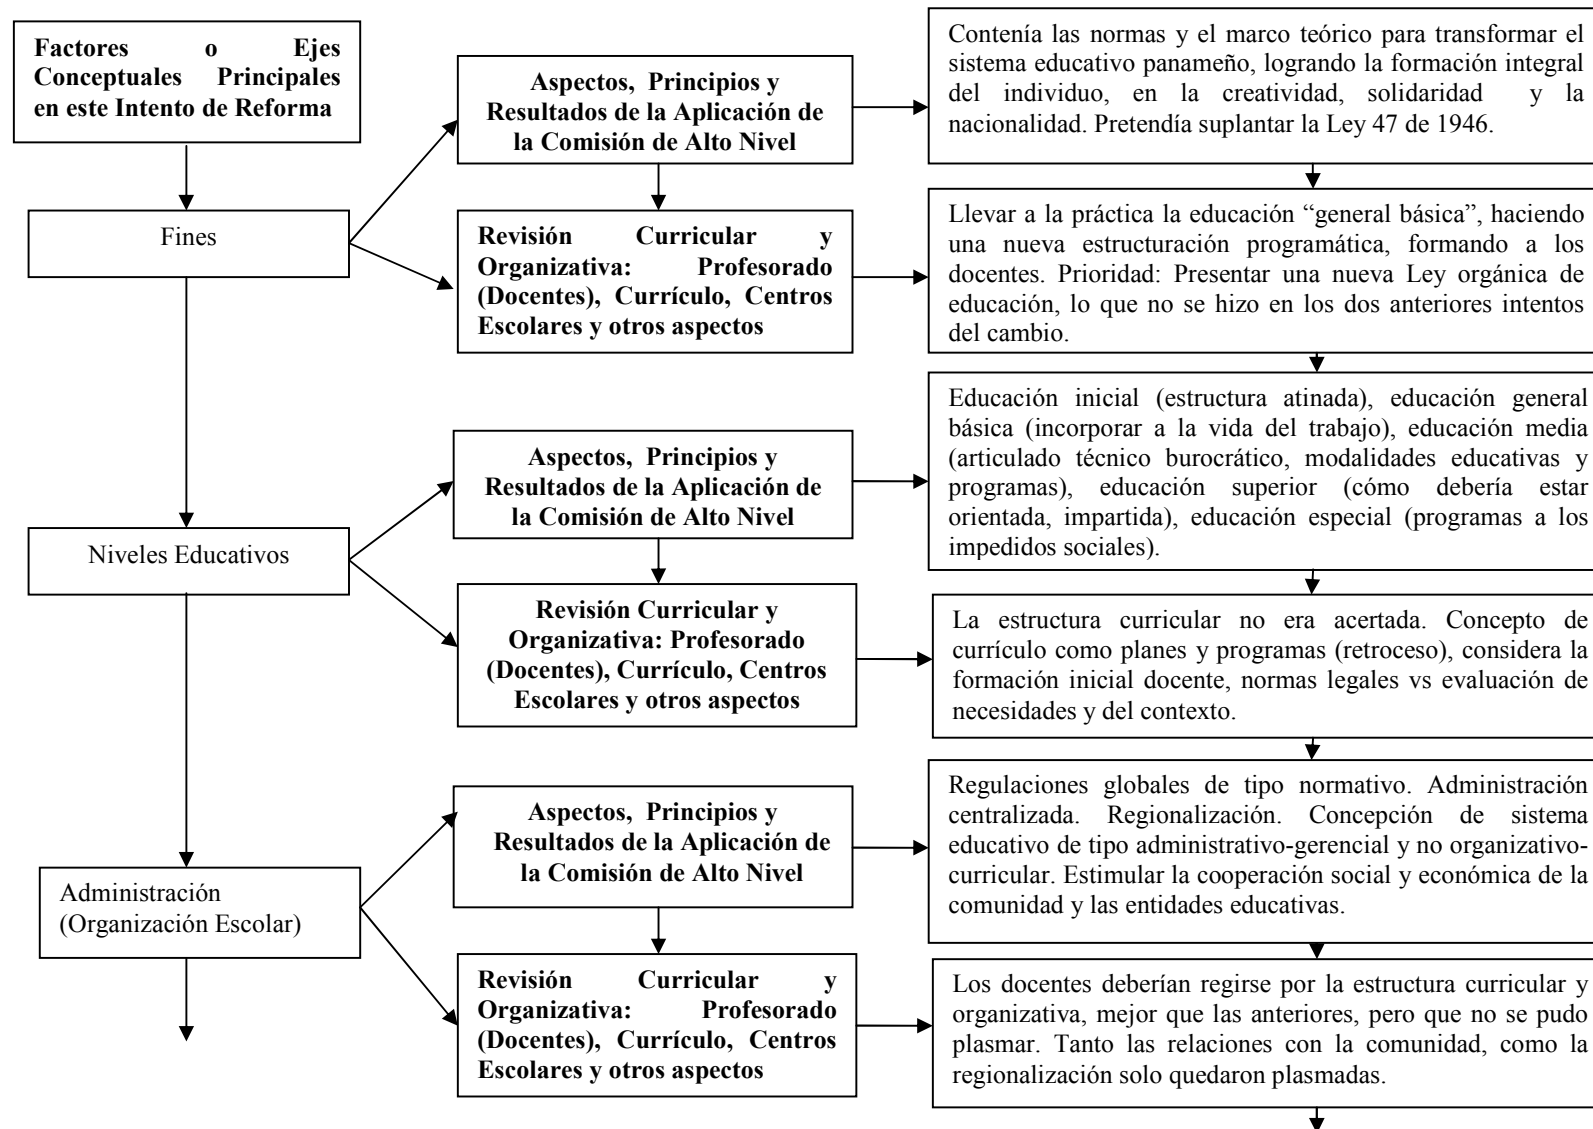 Factores o Ejes
Conceptuales Principales
en este Intento de Reforma
Aspectos, Principios y
Resultados de la Aplicación de
la Comisión de Alto Nivel
Contenía las normas y el marco teórico para transformar el
sistema educativo panameño, logrando la formación integral
del individuo, en la creatividad, solidaridad y la
nacionalidad. Pretendía suplantar la Ley 47 de 1946.
Fines
Revisión Curricular y
Organizativa: Profesorado
(Docentes), Currículo, Centros
Escolares y otros aspectos
Llevar a la práctica la educación “general básica”, haciendo
una nueva estructuración programática, formando a los
docentes. Prioridad: Presentar una nueva Ley orgánica de
educación, lo que no se hizo en los dos anteriores intentos
del cambio.
Aspectos, Principios y
Resultados de la Aplicación de
la Comisión de Alto Nivel
Educación inicial (estructura atinada), educación general
básica (incorporar a la vida del trabajo), educación media
(articulado técnico burocrático, modalidades educativas y
programas), educación superior (cómo debería estar
orientada, impartida), educación especial (programas a los
impedidos sociales).
Niveles Educativos
Revisión Curricular y
Organizativa: Profesorado
(Docentes), Currículo, Centros
Escolares y otros aspectos
La estructura curricular no era acertada. Concepto de
currículo como planes y programas (retroceso), considera la
formación inicial docente, normas legales vs evaluación de
necesidades y del contexto.
Aspectos, Principios y
Resultados de la Aplicación de
la Comisión de Alto Nivel
Regulaciones globales de tipo normativo. Administración
centralizada. Regionalización. Concepción de sistema
educativo de tipo administrativo-gerencial y no organizativo-
curricular. Estimular la cooperación social y económica de la
comunidad y las entidades educativas.
Administración
(Organización Escolar)
Revisión Curricular y
Organizativa: Profesorado
(Docentes), Currículo, Centros
Escolares y otros aspectos
Los docentes deberían regirse por la estructura curricular y
organizativa, mejor que las anteriores, pero que no se pudo
plasmar. Tanto las relaciones con la comunidad, como la
regionalización solo quedaron plasmadas.